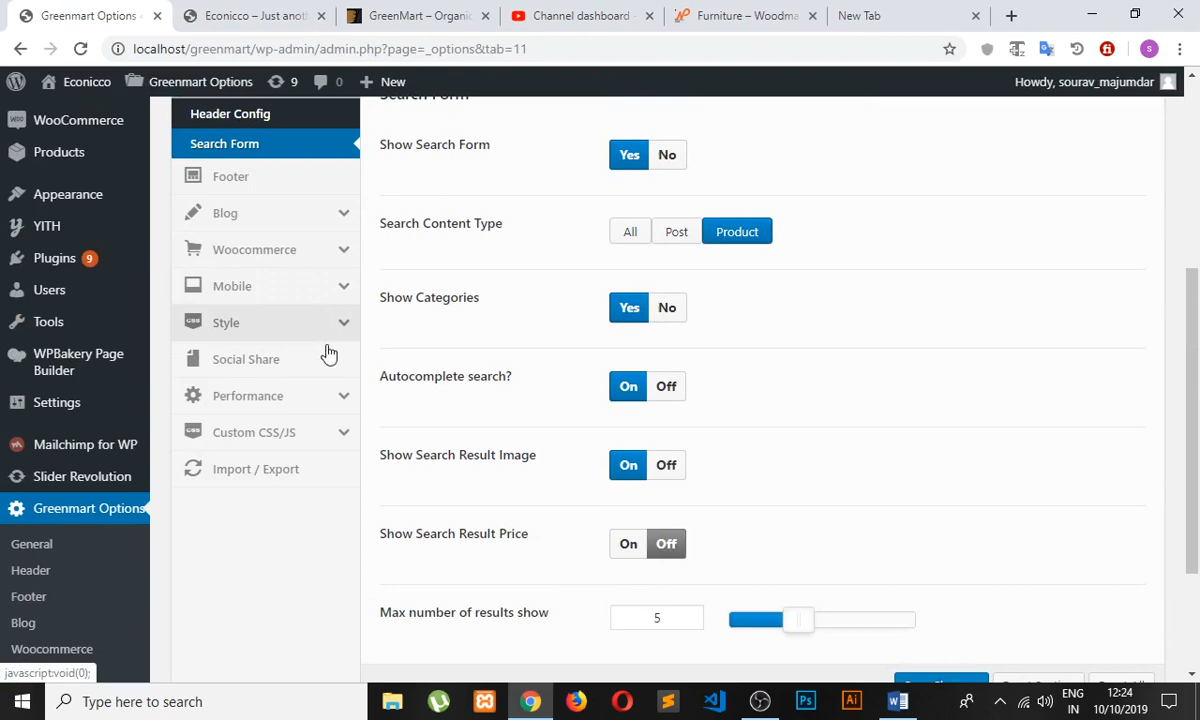 Greenmart Options
Econicco – Just anot
GreenMart – Organic
Channel dashboard -
Furniture – Woodma
New Tab
localhost/greenmart/wp-admin/admin.php?page=_options&tab=11
S
Econicco
Greenmart Options
9
0
New
Howdy, sourav_majumdar
WooCommerce
Products
Appearance
YITH
Plugins 9
Users
Tools
WPBakery Page
Builder
Settings
Mailchimp for WP
Slider Revolution
Greenmart Options
General
Header
Footer
Blog
Woocommerce
javascript:void(0);
Header Config
Search Form
Footer
Blog
Woocommerce
Mobile
Style
Social Share
Performance
Custom CSS/JS
Import / Export
Search Form
Show Search Form
Yes No
Search Content Type
All Post Product
Show Categories
Yes No
Autocomplete search?
On Off
Show Search Result Image
On Off
Show Search Result Price
On Off
Max number of results show
5
Type here to search
ENG
IN
12:24
10/10/2019